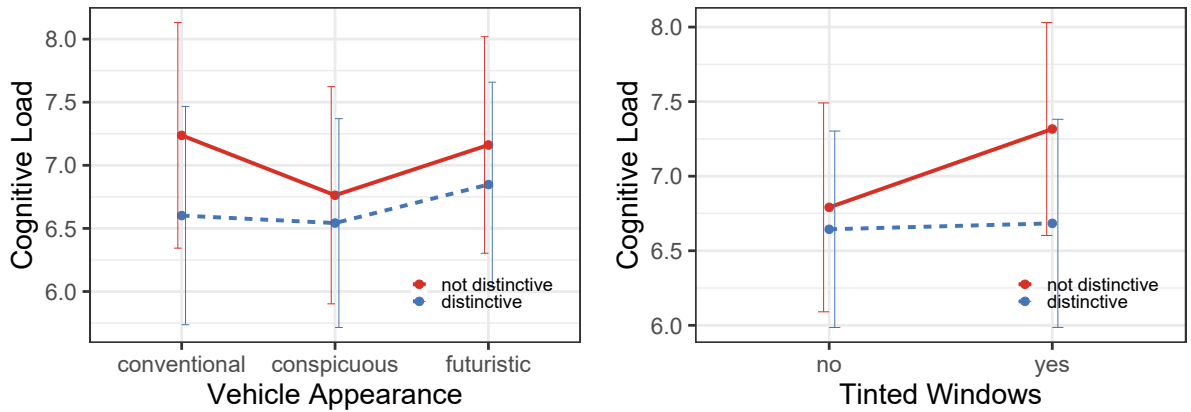 8.0
7.5
7.0
6.5
6.0
Cognitive Load
not distinctive
distinctive
conventional conspicuous futuristic
Vehicle Appearance
8.0
7.5
7.0
6.5
6.0
Cognitive Load
not distinctive
distinctive
no yes
Tinted Windows